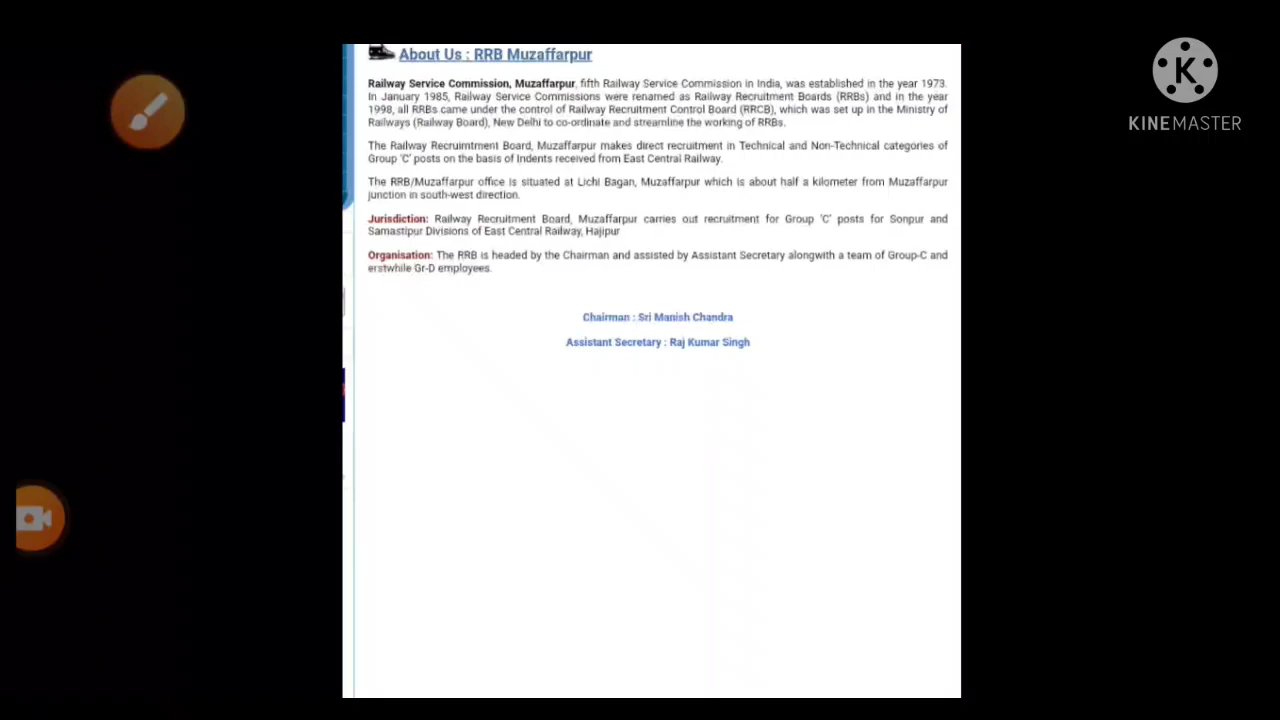 About Us : RRB Muzaffarpur
K
KINEMASTER
Railway Service Commission, Muzaffarpur, fifth Railway Service Commission in India, was established in the year 1973.
In January 1985, Railway Service Commissions were renamed as Railway Recruitment Boards (RRBs) and in the year
1998, all RRBs came under the control of Railway Recruitment Control Board (RRCB), which was set up in the Ministry of
Railways (Railway Board), New Delhi to co-ordinate and streamline the working of RRBs.
The Railway Recruimtment Board, Muzaffarpur makes direct recruitment in Technical and Non-Technical categories of
Group 'C' posts on the basis of Indents received from East Central Railway.
The RRB/Muzaffarpur office is situated at Lichi Bagan, Muzaffarpur which is about half a kilometer from Muzaffarpur
junction in south-west direction.
Jurisdiction: Railway Recruitment Board, Muzaffarpur carries out recruitment for Group 'C' posts for Sonpur and
Samastipur Divisions of East Central Railway, Hajipur
Organisation: The RRB is headed by the Chairman and assisted by Assistant Secretary alongwith a team of Group-C and
erstwhile Gr-D employees.
Chairman : Sri Manish Chandra
Assistant Secretary : Raj Kumar Singh